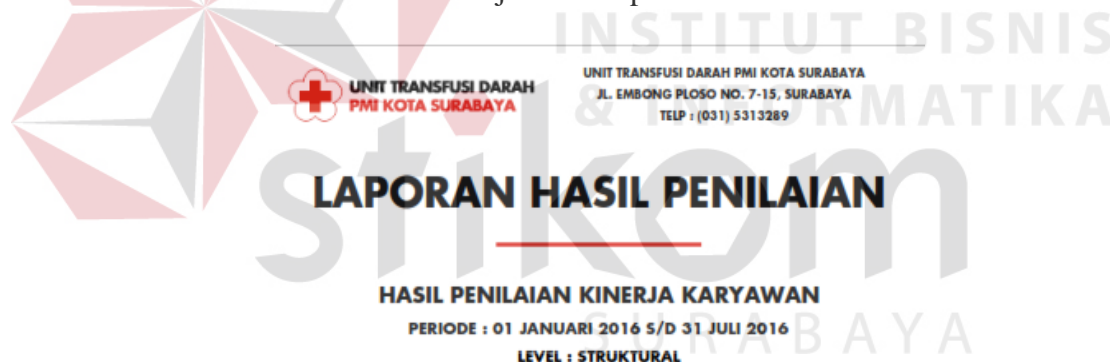 INSTITUT BISNIS
& INFORMATIKA
stikom
SURABAYA
UNIT TRANSFUSI DARAH
PMI KOTA SURABAYA
UNIT TRANSFUSI DARAH PMI KOTA SURABAYA
JL. EMBONG PLOSO NO. 7-15, SURABAYA
TELP : (031) 5313289
LAPORAN HASIL PENILAIAN
HASIL PENILAIAN KINERJA KARYAWAN
PERIODE : 01 JANUARI 2016 S/D 31 JULI 2016
LEVEL : STRUKTURAL